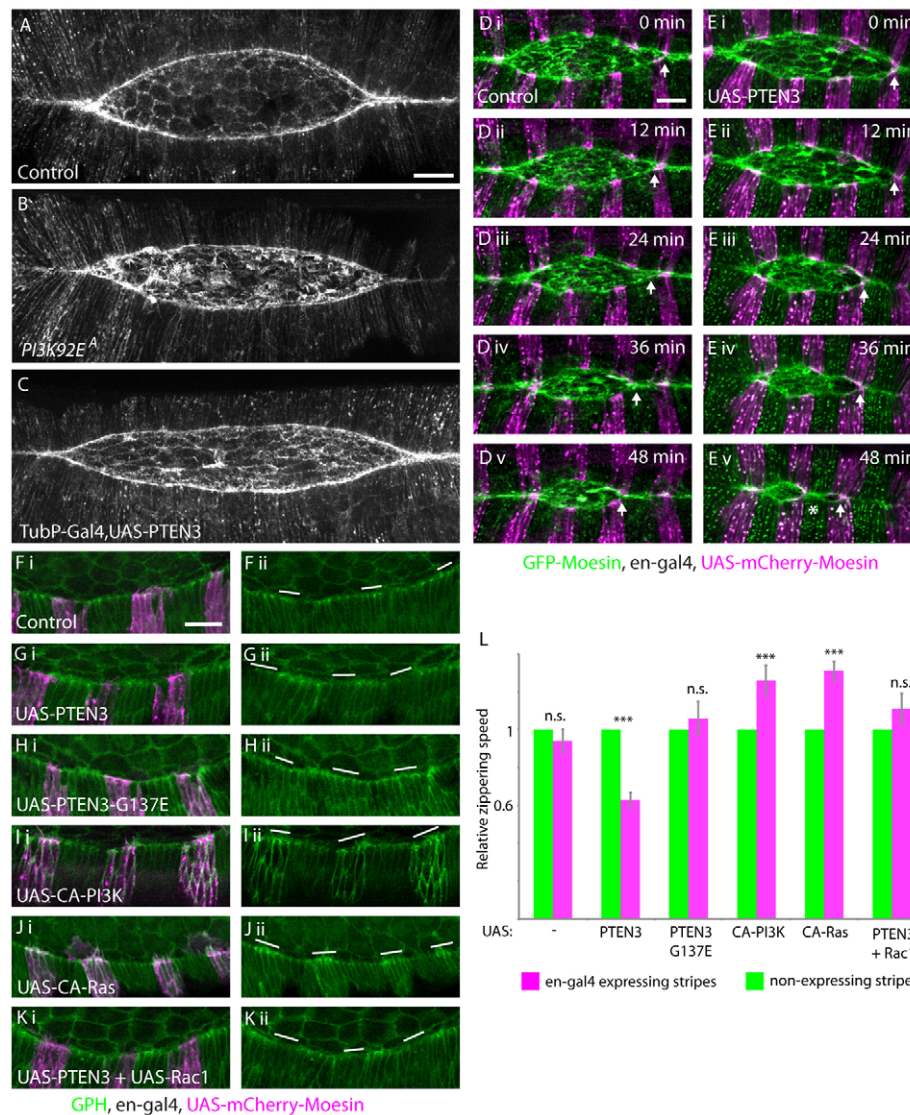 A
Control
B
PI3K92E^A
C
TubP-Gal4,UAS-PTEN3
D i
0 min
Control
D ii
12 min
D iii
24 min
D iv
36 min
D v
48 min
E i
0 min
UAS-PTEN3
E ii
12 min
E iii
24 min
E iv
36 min
E v
48 min
*
GFP-Moesin, en-gal4, UAS-mCherry-Moesin
F i
Control
F ii
G i
UAS-PTEN3
G ii
H i
UAS-PTEN3-G137E
H ii
I i
UAS-CA-PI3K
I ii
J i
UAS-CA-Ras
J ii
K i
UAS-PTEN3 + UAS-Rac1
K ii
GPH, en-gal4, UAS-mCherry-Moesin
L
Relative zippering speed
1
0.6
n.s.
***
n.s.
***
***
n.s.
UAS:
-
PTEN3
PTEN3
G137E
CA-PI3K
CA-Ras
PTEN3
+ Rac1
en-gal4 expressing stripes
non-expressing stripe